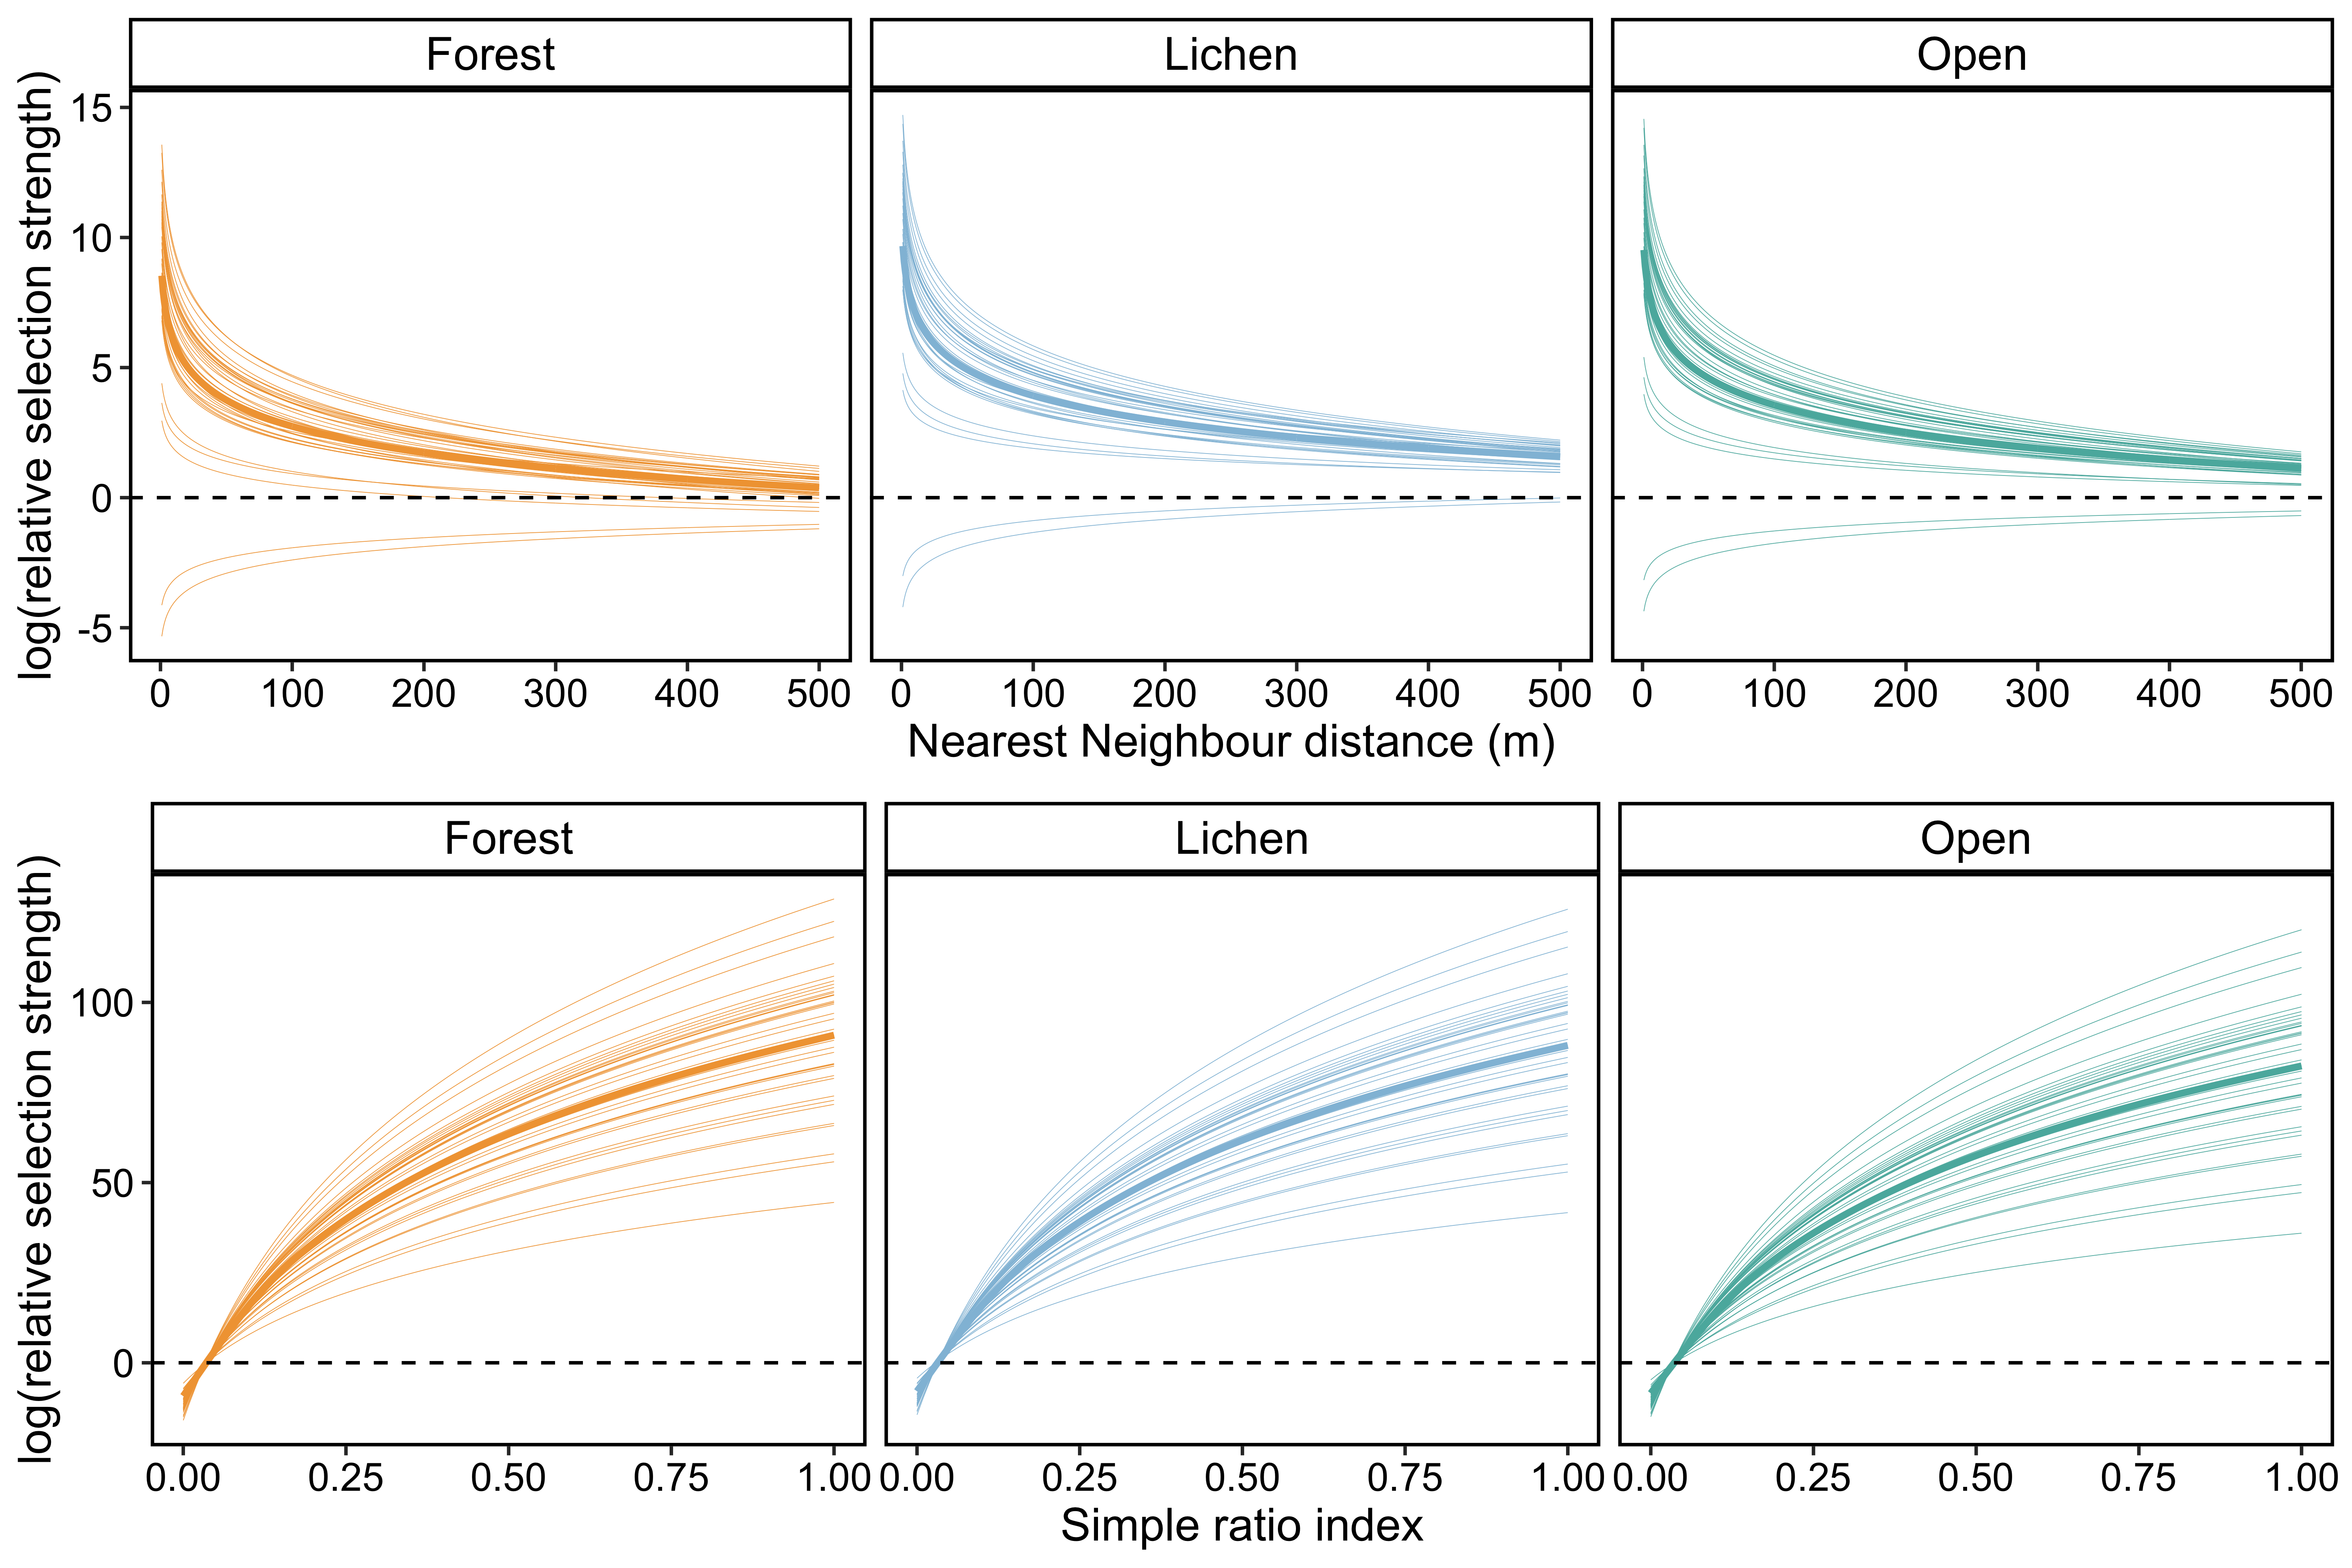 Forest Lichen Open
log(relative selection strength)
15
10
5
0
-5
0 100 200 300 400 500 0 100 200 300 400 500 0 100 200 300 400 500
Nearest Neighbour distance (m)
Forest Lichen Open
log(relative selection strength)
100
50
0
0.00 0.25 0.50 0.75 1.00 0.00 0.25 0.50 0.75 1.00 0.00 0.25 0.50 0.75 1.00
Simple ratio index